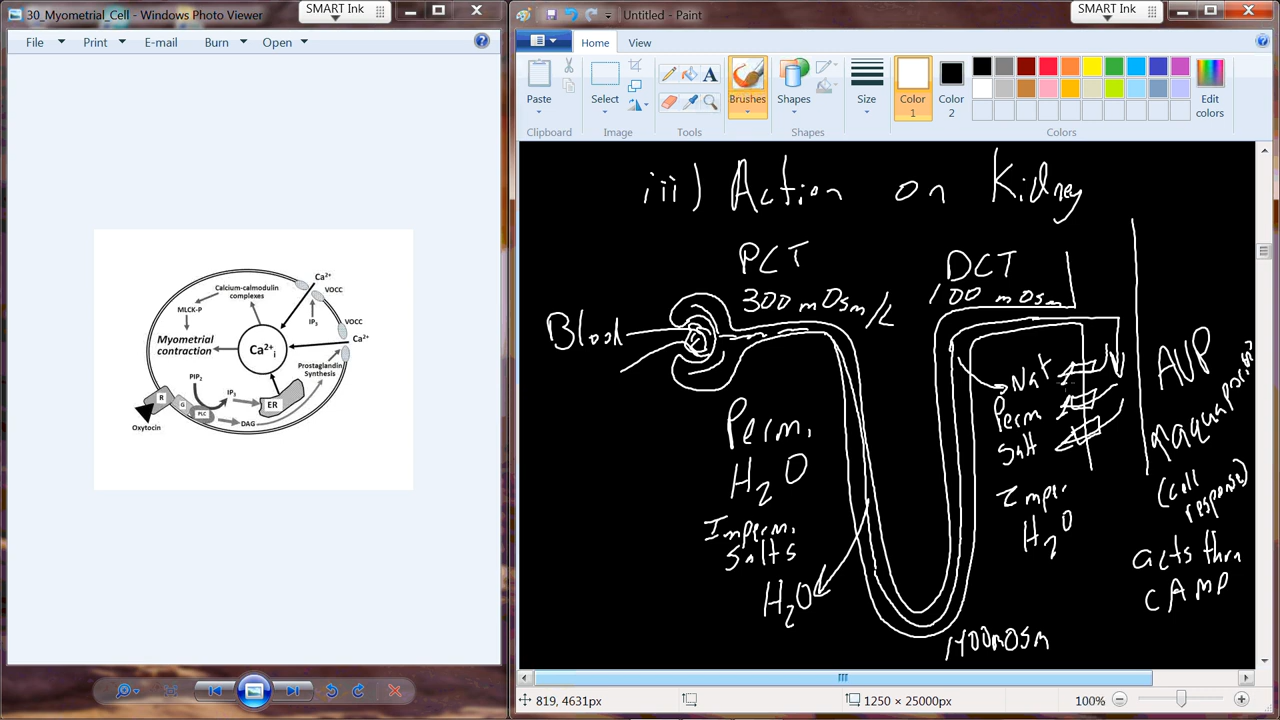 30_Myometrial_Cell - Windows Photo Viewer
SMART Ink
File
Print
E-mail
Burn
Open
Ca2+
VOCC
Calcium-calmodulin
complexes
MLCK-P
IP3
VOCC
Ca2+
Myometrial
contraction
Ca2+i
Prostaglandin
Synthesis
PIP2
IP3
ER
R
G
PLC
DAG
Oxytocin
Untitled - Paint
SMART Ink
Home
View
Paste
Select
Brushes
Shapes
Size
Color
1
Color
2
Edit
colors
Clipboard
Image
Tools
Shapes
Colors
iii) Action on Kidney
PCT
300 mOsm/L
DCT
100 mOsm
Blood
Perm.
H2O
Imperm.
Salts
H2O
Na+
Perm
Salt
Imper
H2O
1400mOsm
AVP
(cell
response)
acts thru
cAMP
819, 4631px
1250 × 25000px
100%